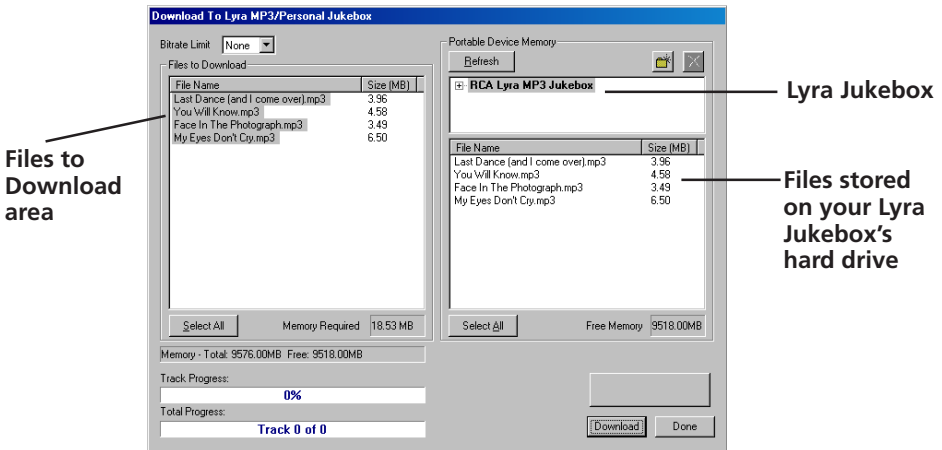 Download To Lyra MP3/Personal Jukebox
Bitrate Limit None
Files to Download
File Name Size (MB)
Last Dance (and I come over).mp3 3.96
You Will Know.mp3 4.58
Face In The Photograph.mp3 3.49
My Eyes Don't Cry.mp3 6.50
Select All Memory Required 18.53 MB
Memory - Total: 9576.00MB Free: 9518.00MB
Track Progress:
0%
Total Progress:
Track 0 of 0
Portable Device Memory
Refresh
RCA Lyra MP3 Jukebox
File Name Size (MB)
Last Dance (and I come over).mp3 3.96
You Will Know.mp3 4.58
Face In The Photograph.mp3 3.49
My Eyes Don't Cry.mp3 6.50
Select All Free Memory 9518.00MB
Download Done
Files to
Download
area
Lyra Jukebox
Files stored
on your Lyra
Jukebox's
hard drive